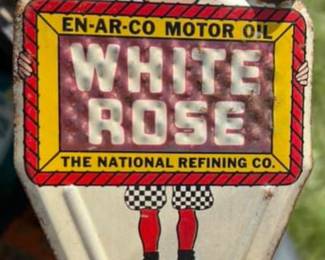 EN-AR-CO MOTOR OIL
WHITE
ROSE
THE NATIONAL REFINING CO.